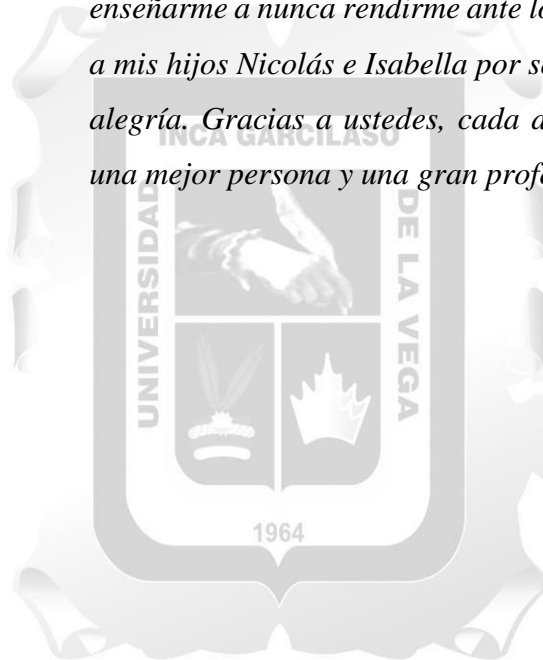 enseñarme a nunca rendirme ante
a mis hijos Nicolás e Isabella por
alegría. Gracias a ustedes, cada
una mejor persona y una gran
INCA GARCILASO
UNIVERSIDAD
DE LA VEGA
1964